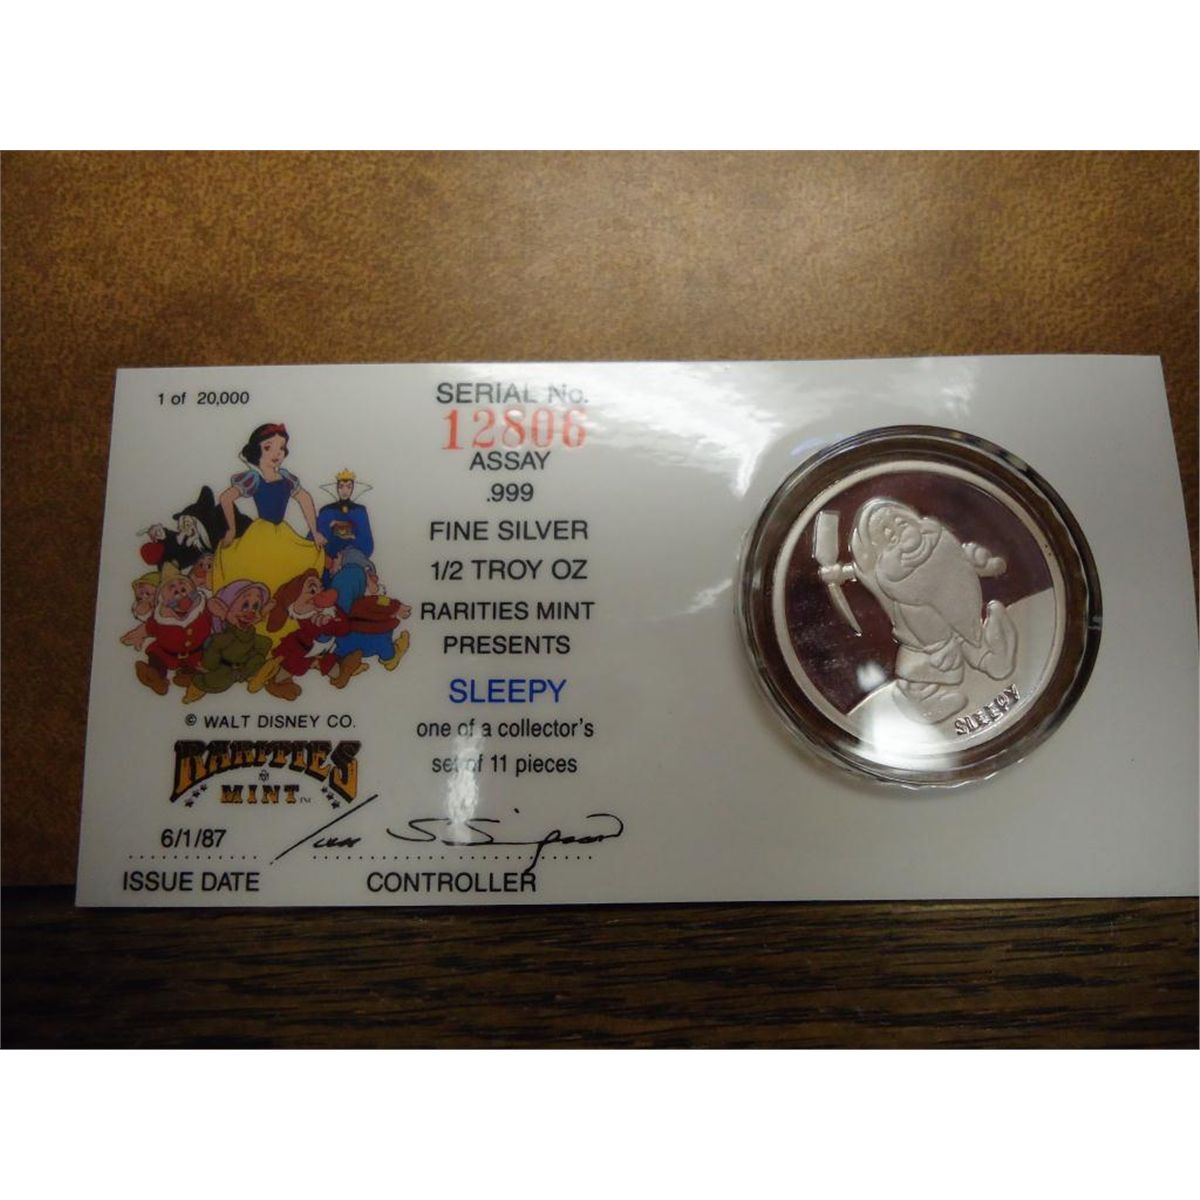 1 of 20,000
SERIAL No.
12806
ASSAY
.999
FINE SILVER
1/2 TROY OZ
RARITIES MINT
PRESENTS
SLEEPY
one of a collector's
set of 11 pieces
© WALT DISNEY CO.
RARITIES
MINT INC
6/1/87
ISSUE DATE
CONTROLLER
SLEEPY